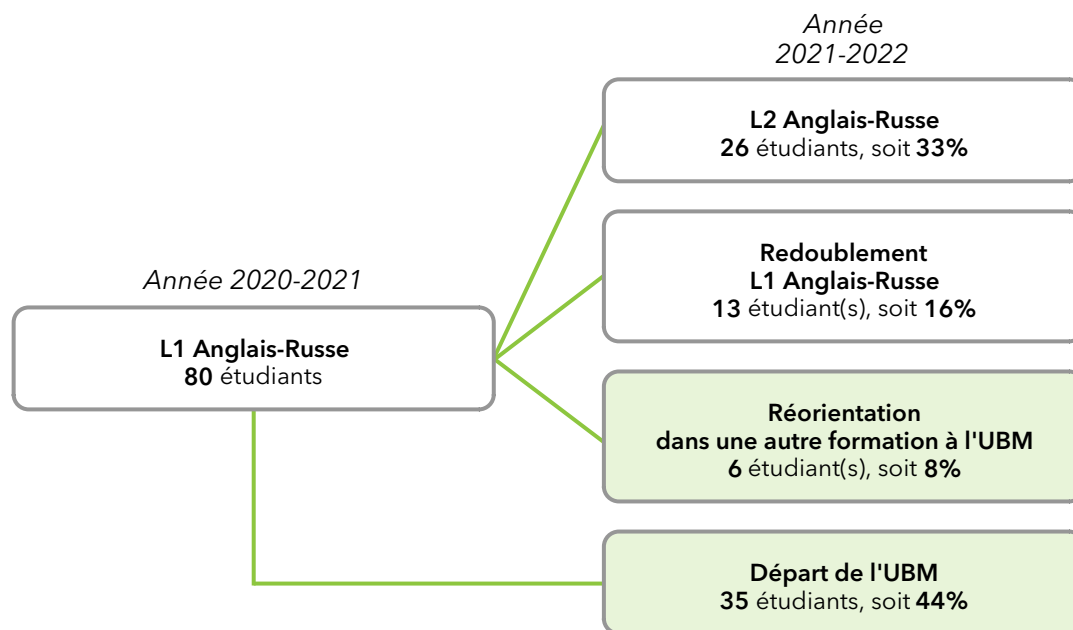 Année
2021-2022
L2 Anglais-Russe
26 étudiants, soit 33%
Redoublement
L1 Anglais-Russe
13 étudiant(s), soit 16%
Année 2020-2021
L1 Anglais-Russe
80 étudiants
Réorientation
dans une autre formation à l'UBM
6 étudiant(s), soit 8%
Départ de l'UBM
35 étudiants, soit 44%